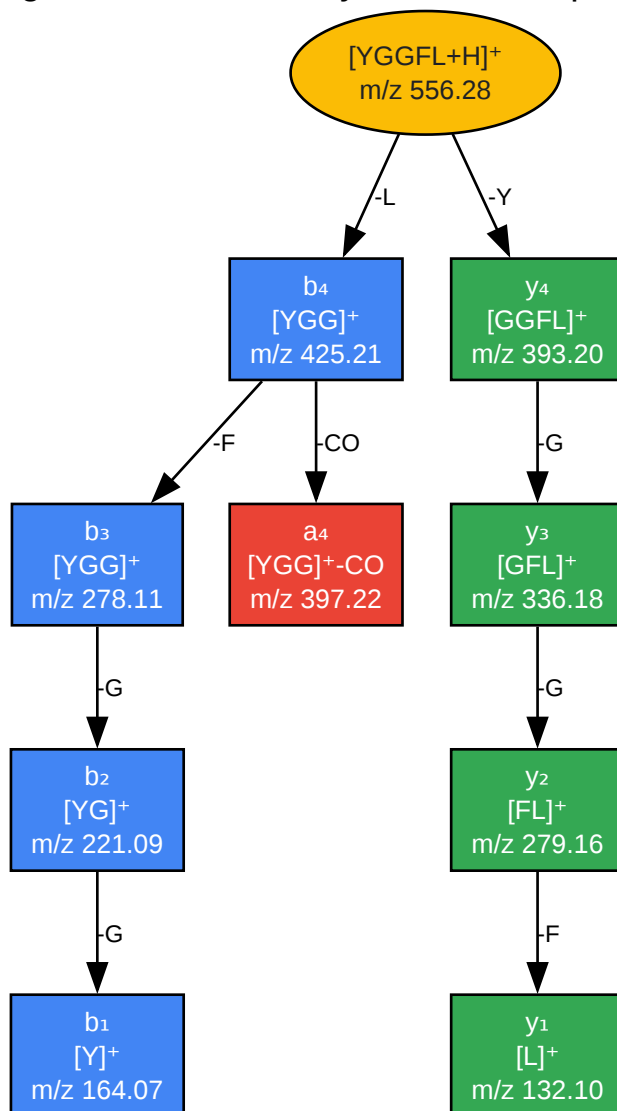 [YGGFL+H]⁺
m/z 556.28
-L
-Y
b₄
[YGG]⁺
m/z 425.21
y₄
[GGFL]⁺
m/z 393.20
-F
-CO
-G
b₃
[YGG]⁺
m/z 278.11
a₄
[YGG]⁺-CO
m/z 397.22
y₃
[GFL]⁺
m/z 336.18
-G
-G
b₂
[YG]⁺
m/z 221.09
y₂
[FL]⁺
m/z 279.16
-G
-F
b₁
[Y]⁺
m/z 164.07
y₁
[L]⁺
m/z 132.10